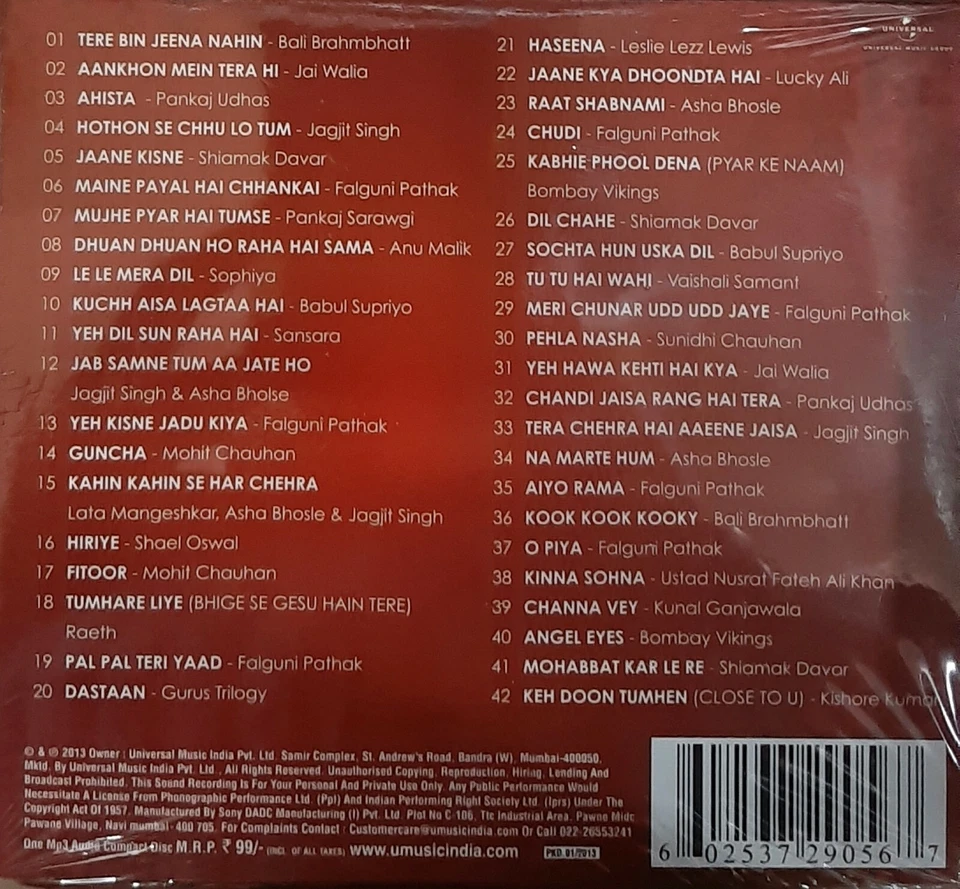 01 TERE BIN JEENA NAHIN - Bali Brahmbhatt
02 AANKHON MEIN TERA HI - Jai Walia
03 AHISTA - Pankaj Udhas
04 HOTHON SE CHHU LO TUM - Jagjit Singh
05 JAANE KISNE - Shiamak Davar
06 MAINE PAYAL HAI CHHANKAI - Falguni Pathak
07 MUJHE PYAR HAI TUMSE - Pankaj Sarawgi
08 DHUAN DHUAN HO RAHA HAI SAMA - Anu Malik
09 LE LE MERA DIL - Sophiya
10 KUCHH AISA LAGTAA HAI - Babul Supriyo
11 YEH DIL SUN RAHA HAI - Sansara
12 JAB SAMNE TUM AA JATE HO
Jagjit Singh & Asha Bholse
13 YEH KISNE JADU KIYA - Falguni Pathak
14 GUNCHA - Mohit Chauhan
15 KAHIN KAHIN SE HAR CHEHRA
Lata Mangeshkar, Asha Bhosle & Jagjit Singh
16 HIRIYE - Shael Oswal
17 FITOOR - Mohit Chauhan
18 TUMHARE LIYE (BHIGE SE GESU HAIN TERE)
Raeth
19 PAL PAL TERI YAAD - Falguni Pathak
20 DASTAAN - Gurus Trilogy
21 HASEENA - Leslie Lezz Lewis
22 JAANE KYA DHOONDTA HAI - Lucky Ali
23 RAAT SHABNAMI - Asha Bhosle
24 CHUDI - Falguni Pathak
25 KABHIE PHOOL DENA (PYAR KE NAAM)
Bombay Vikings
26 DIL CHAHE - Shiamak Davar
27 SOCHTA HUN USKA DIL - Babul Supriyo
28 TU TU HAI WAHI - Vaishali Samant
29 MERI CHUNAR UDD UDD JAYE - Falguni Pathak
30 PEHLA NASHA - Sunidhi Chauhan
31 YEH HAWA KEHTI HAI KYA - Jai Walia
32 CHANDI JAISA RANG HAI TERA - Pankaj Udhas
33 TERA CHEHRA HAI AAEENE JAISA - Jagjit Singh
34 NA MARTE HUM - Asha Bhosle
35 AIYO RAMA - Falguni Pathak
36 KOOK KOOK KOOKY - Bali Brahmbhatt
37 O PIYA - Falguni Pathak
38 KINNA SOHNA - Ustad Nusrat Fateh Ali Khan
39 CHANNA VEY - Kunal Ganjawala
40 ANGEL EYES - Bombay Vikings
41 MOHABBAT KAR LE RE - Shiamak Davar
42 KEH DOON TUMHEN (CLOSE TO U) - Kishore Kumar
UNIVERSAL
UNIVERSAL MUSIC GROUP
© & ℗ 2013 Owner : Universal Music India Pvt. Ltd. Samir Complex, St. Andrew's Road, Bandra (W), Mumbai-400050.
Mktd. By Universal Music India Pvt. Ltd., All Rights Reserved. Unauthorised Copying, Reproduction, Hiring, Lending And
Broadcast Prohibited. This Sound Recording Is For Your Personal And Private Use Only. Any Public Performance Would
Necessitate A License From Phonographic Performance Ltd. (Ppl) And Indian Performing Right Society Ltd. (Iprs) Under The
Copyright Act Of 1957. Manufactured By Sony DADC Manufacturing (I) Pvt. Ltd. Plot No C-106, Ttc Industrial Area, Pawne Midc
Pawane Village, Navi mumbai- 400 705. For Complaints Contact : Customercare@umusicindia.com Or Call 022-26553241
One Mp3 Audio Compact Disc M.R.P. ₹ 99/- (INCL. OF ALL TAXES) www.umusicindia.com PKD. 01/2013
6 02537 29056 7